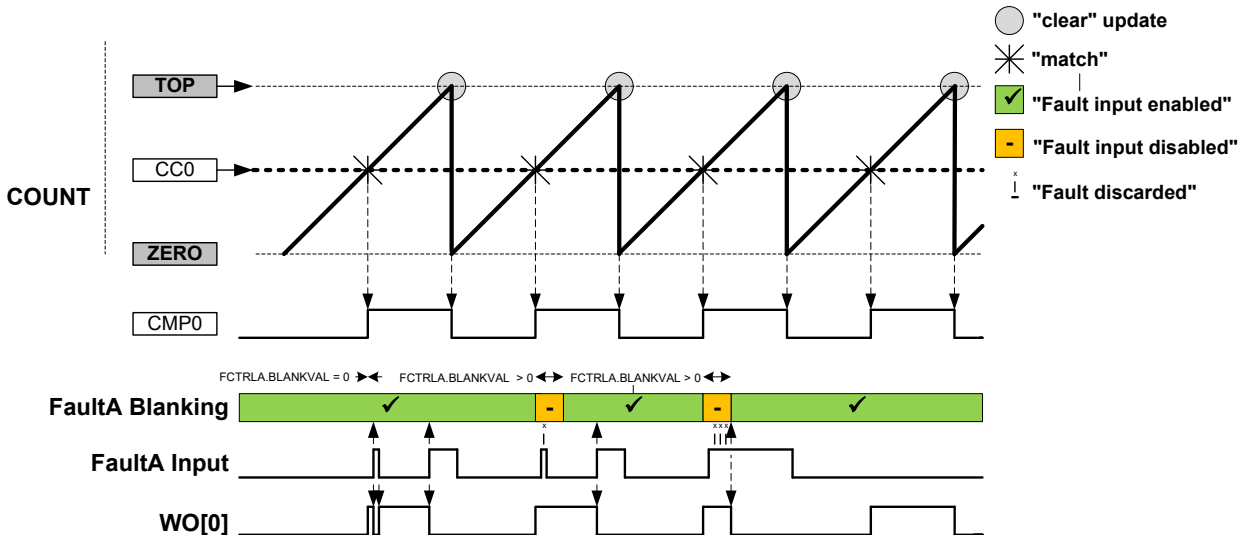 "clear" update
"match"
TOP
✓ "Fault input enabled"
- "Fault input disabled"
CC0
x
"Fault discarded"
COUNT
ZERO
CMP0
FCTRLA.BLANKVAL = 0 FCTRLA.BLANKVAL > 0 FCTRLA.BLANKVAL > 0
FaultA Blanking ✓ - ✓ - ✓
x xxx
FaultA Input
WO[0]